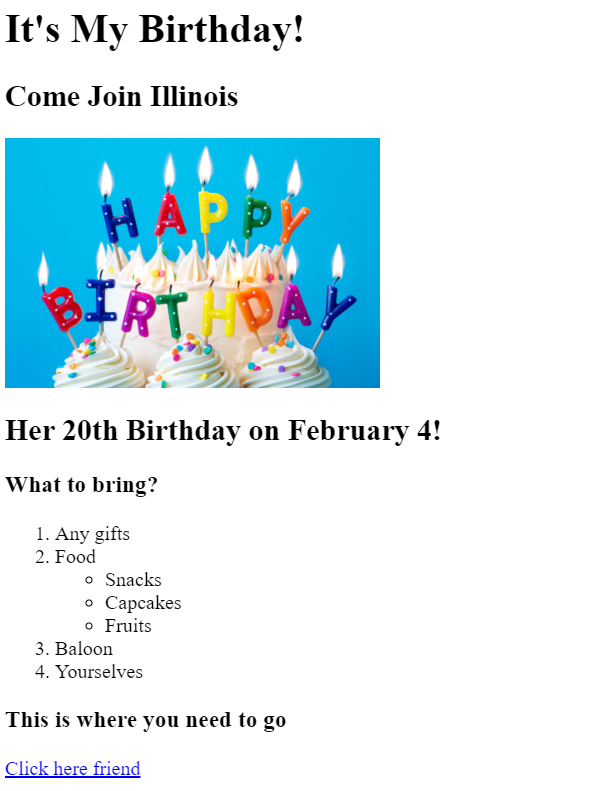 It's My Birthday!
Come Join Illinois
HAPPY
BIRTHDAY
Her 20th Birthday on February 4!
What to bring?
1. Any gifts
2. Food
○ Snacks
○ Capcakes
○ Fruits
3. Baloon
4. Yourselves
This is where you need to go
Click here friend